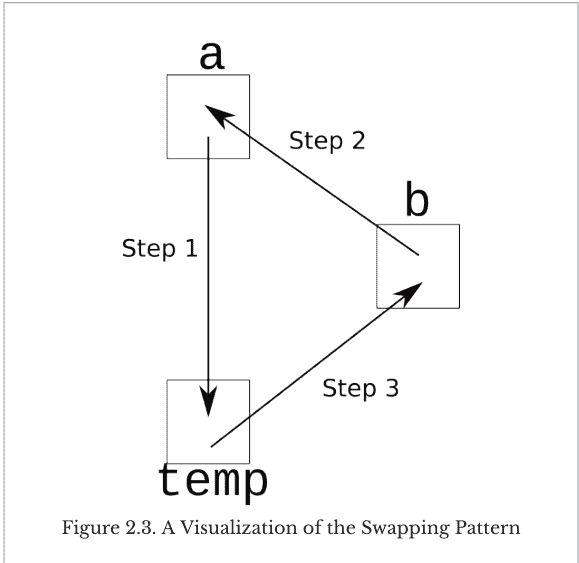 a
Step 2
b
Step 1
Step 3
temp
Figure 2.3. A Visualization of the Swapping Pattern